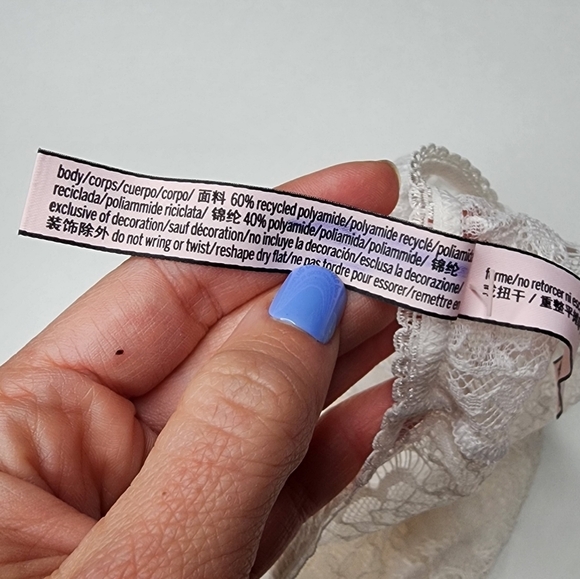 body/corps/cuerpo/corpo/ 面料 60% recycled polyamide/polyamide recyclé/poliamida
reciclada/poliammide riciclata/ 锦纶 40% polyamide/poliamida/poliammide/ 锦纶
exclusive of decoration/sauf décoration/no incluye la decoración/esclusa la decorazione/
装饰除外 do not wring or twist/reshape dry flat/ne pas tordre pour essorer/remettre en
forme/no retorcer ni
扭干 / 重整平